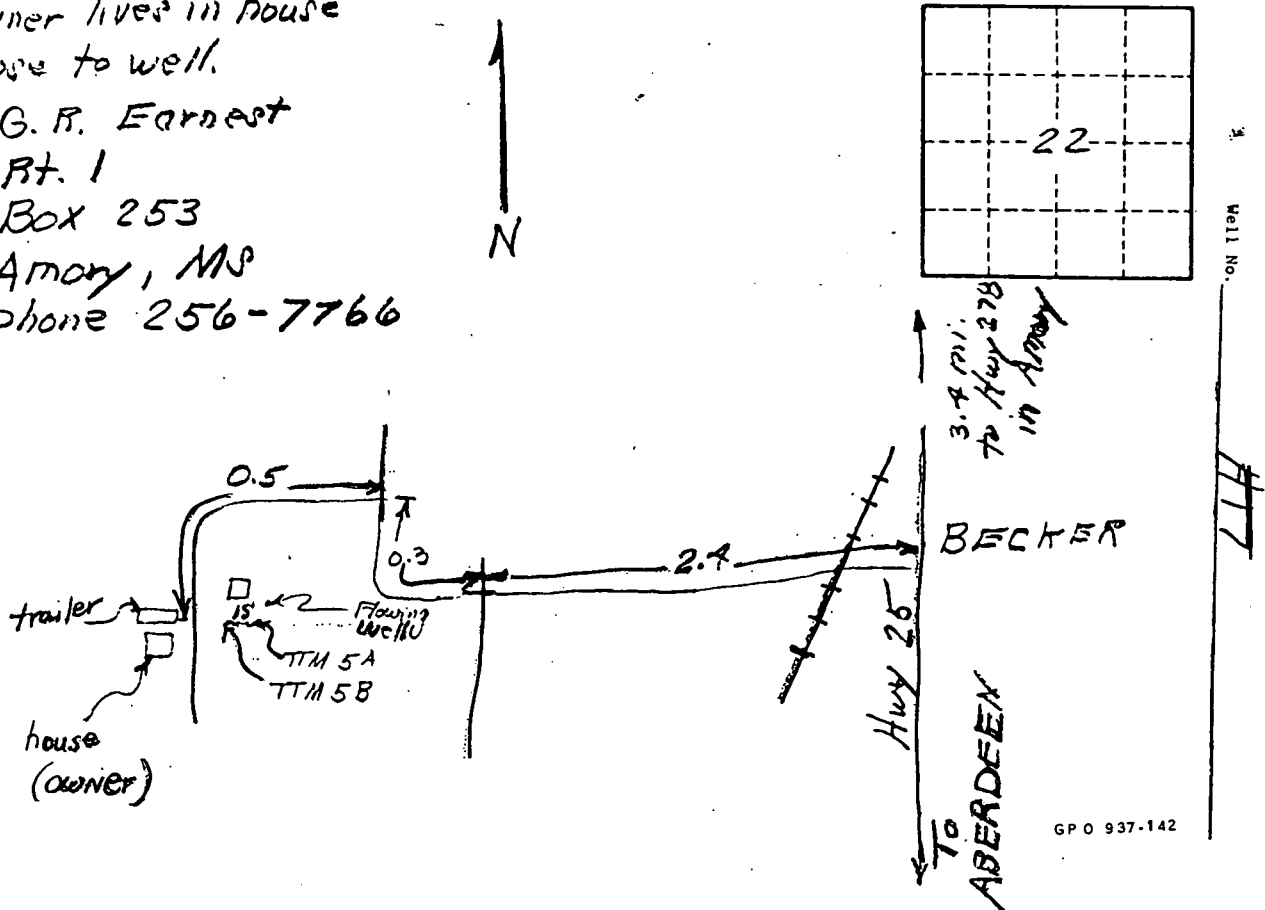 lives in house
to well.
G. R. Earnest
Rt. 1
Box 253
Amory, MS
phone 256-7766
N
22
Well No.
3.4 mi.
to Hwy 278
in Amory
0.5
0.3
2.4
BECKER
trailer
15'
Flowing
Well
TTM 5A
TTM 5B
house
(owner)
Hwy 25
To
ABERDEEN
GPO 937-142